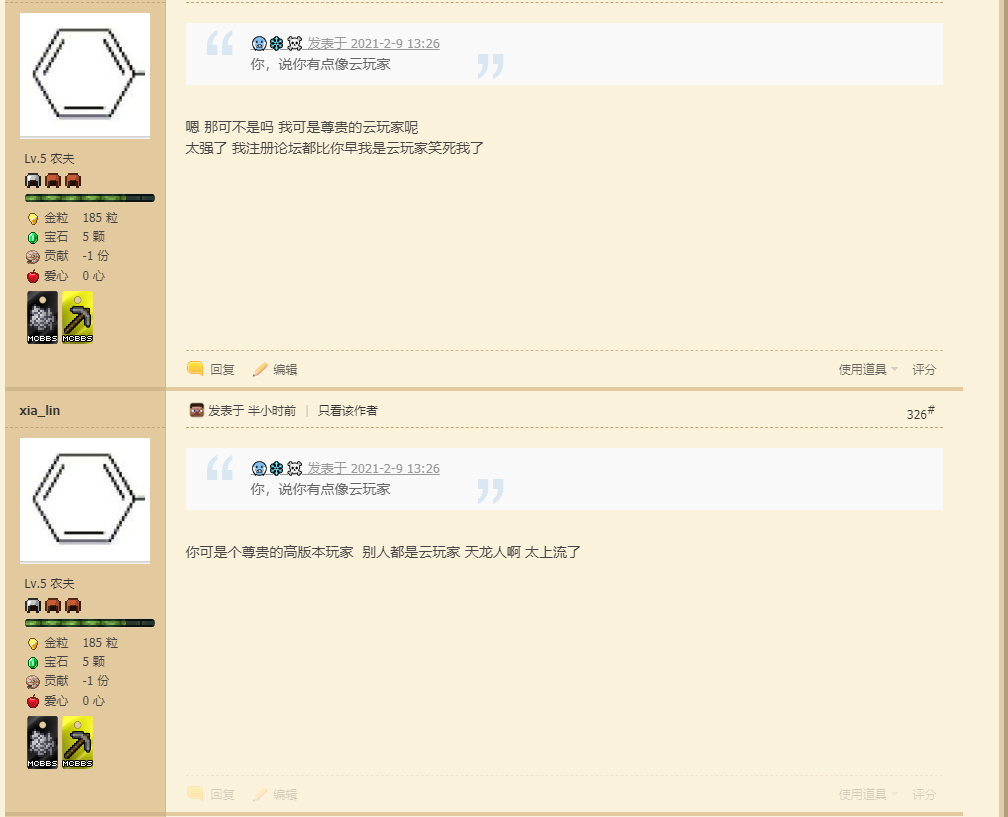 发表于 2021-2-9 13:26
你，说你有点像云玩家
嗯 那可不是吗 我可是尊贵的云玩家呢
太强了 我注册论坛都比你早我是云玩家笑死我了
Lv.5 农夫
金粒 185 粒
宝石 5 颗
贡献 -1 份
爱心 0 心
MCBBS MCBBS
回复 编辑 使用道具 评分
xia_lin
发表于 半小时前 | 只看该作者 326#
发表于 2021-2-9 13:26
你，说你有点像云玩家
你可是个尊贵的高版本玩家 别人都是云玩家 天龙人啊 太上流了
Lv.5 农夫
金粒 185 粒
宝石 5 颗
贡献 -1 份
爱心 0 心
MCBBS MCBBS
回复 编辑 使用道具 评分